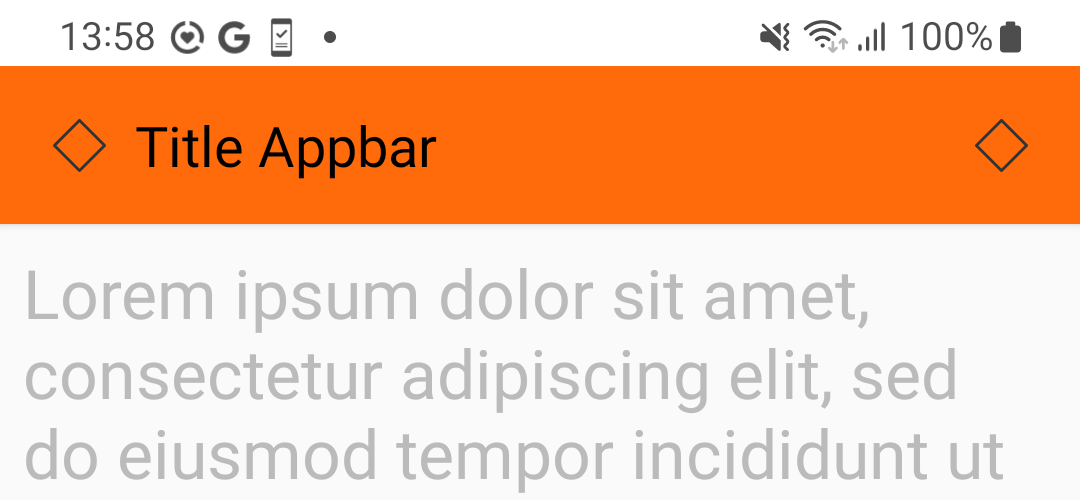 13:58 G 100%
Title Appbar
Lorem ipsum dolor sit amet,
consectetur adipiscing elit, sed
do eiusmod tempor incididunt ut